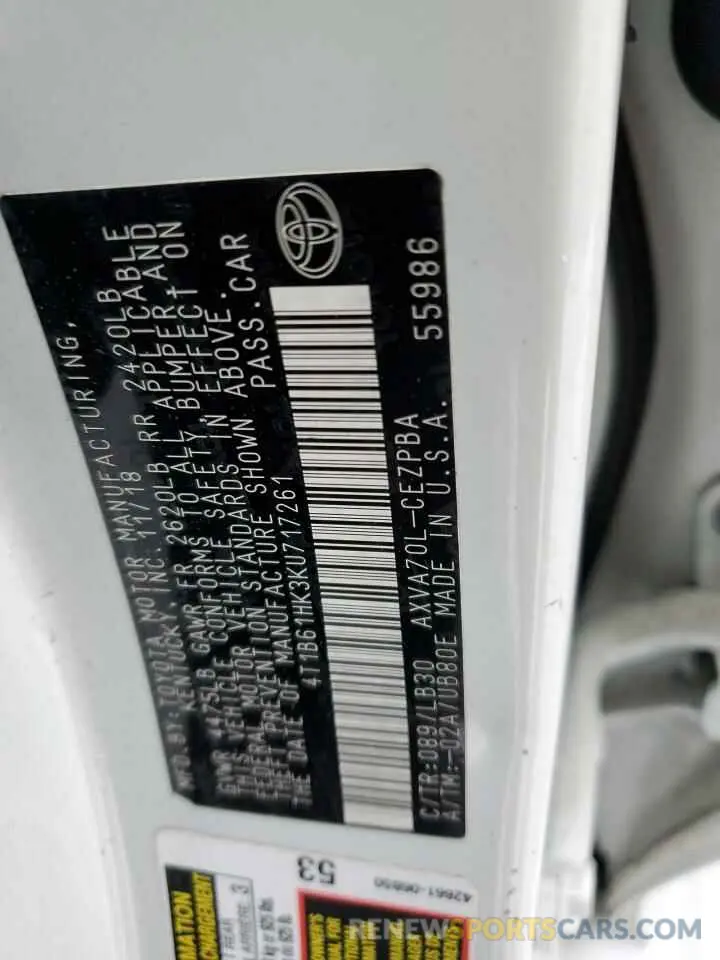 MFD. BY: TOYOTA MOTOR MANUFACTURING,
KENTUCKY, INC. 11/18
GVWR 4475LB GAWR FR 2620LB RR 2420LB
THIS VEHICLE CONFORMS TO ALL APPLICABLE
FEDERAL MOTOR VEHICLE SAFETY, BUMPER AND
THEFT PREVENTION STANDARDS IN EFFECT ON
THE DATE OF MANUFACTURE SHOWN ABOVE.
4T1B61HK3KU717261 PASS. CAR
C/TR: 089/LB30 AXVA70L-CEZPBA 55986
A/TM: -02A/UB80E MADE IN U.S.A.
53
42661-06B50
RENEWSPORTSCARS.COM